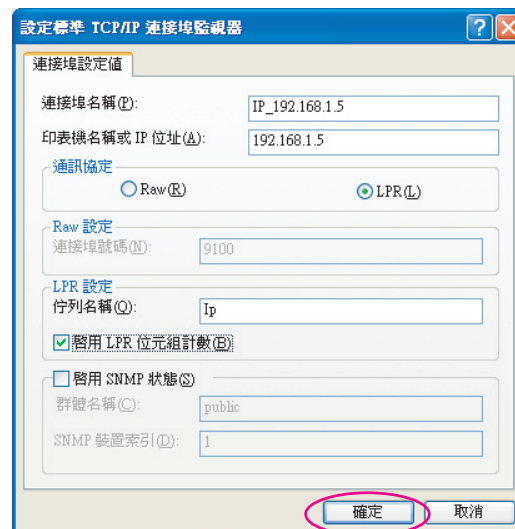 設定標準 TCP/IP 連接埠監視器
連接埠設定値
連接埠名稱(P): IP_192.168.1.5
印表機名稱或 IP 位址(A): 192.168.1.5
通訊協定
Raw(R) LPR(L)
Raw 設定
連接埠號碼(N): 9100
LPR 設定
佇列名稱(Q): Ip
啓用 LPR 位元組計數(B)
啓用 SNMP 狀態(S)
群體名稱(C): public
SNMP 裝置索引(D): 1
確定 取消